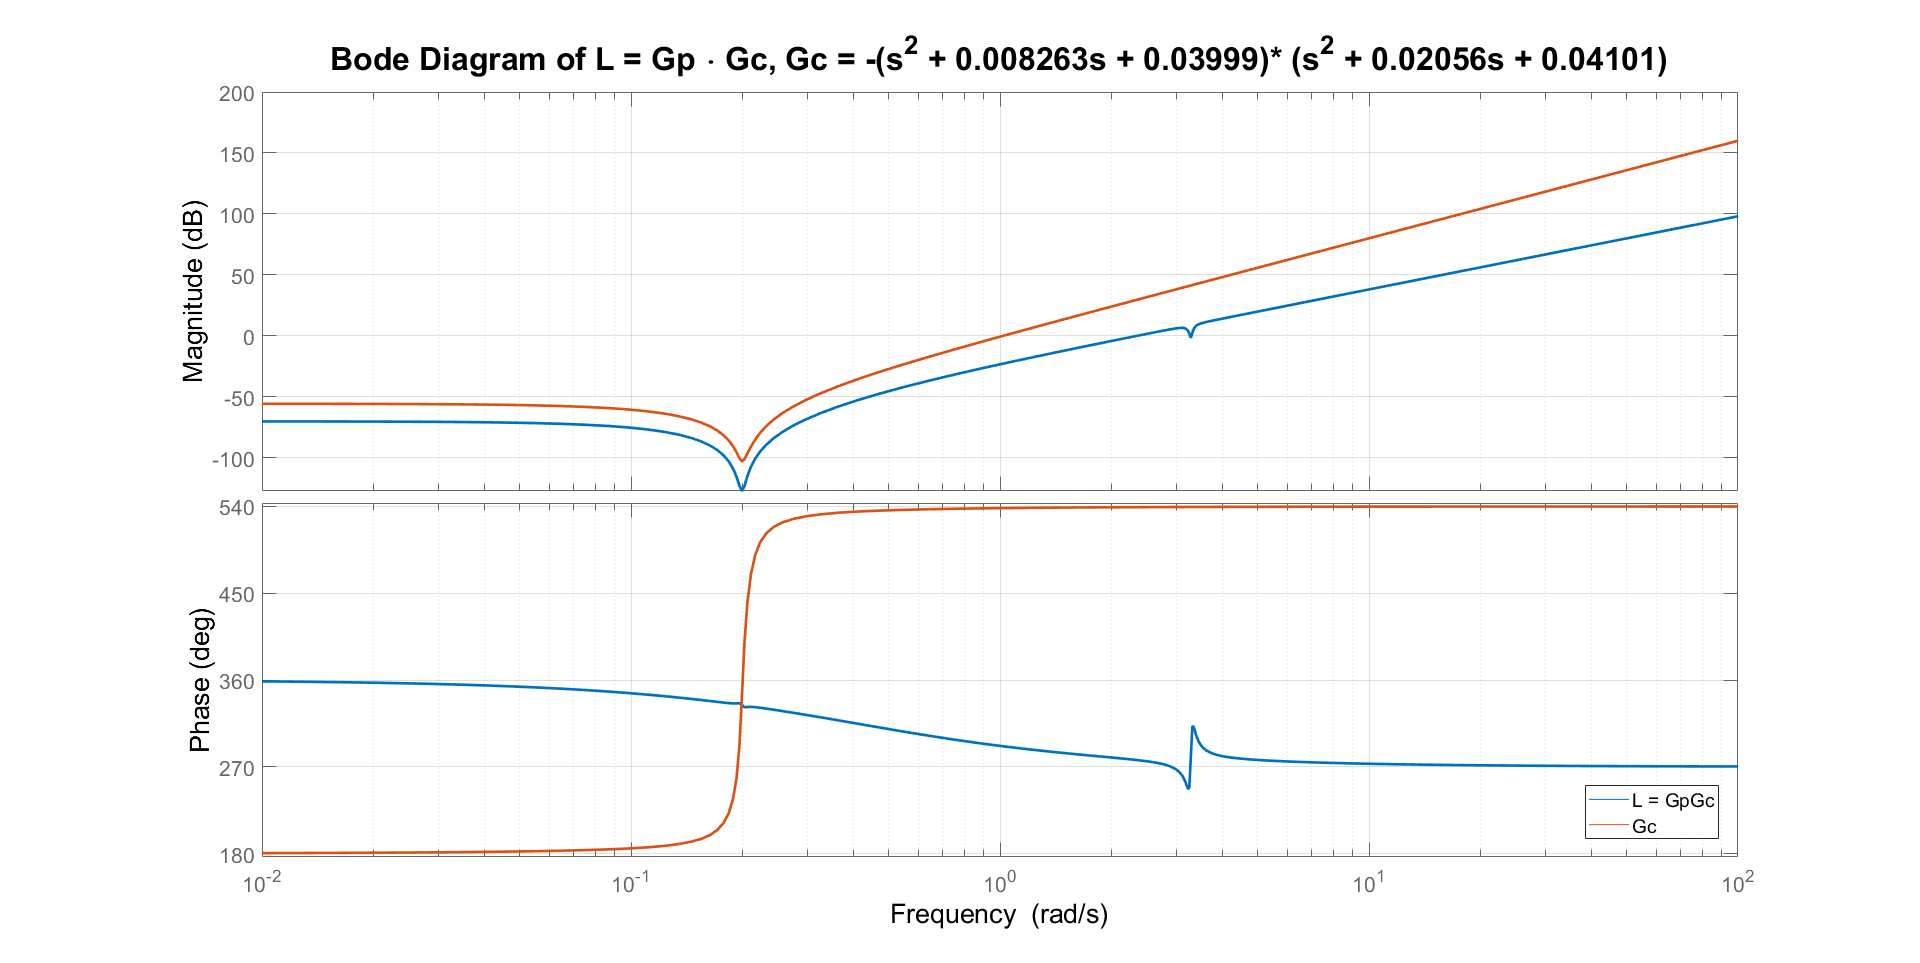 Bode Diagram of L = Gp · Gc, Gc = -(s² + 0.008263s + 0.03999)* (s² + 0.02056s + 0.04101)
Magnitude (dB)
200
150
100
50
0
-50
-100
Phase (deg)
540
450
360
270
180
L = GpGc
Gc
10⁻² 10⁻¹ 10⁰ 10¹ 10²
Frequency (rad/s)